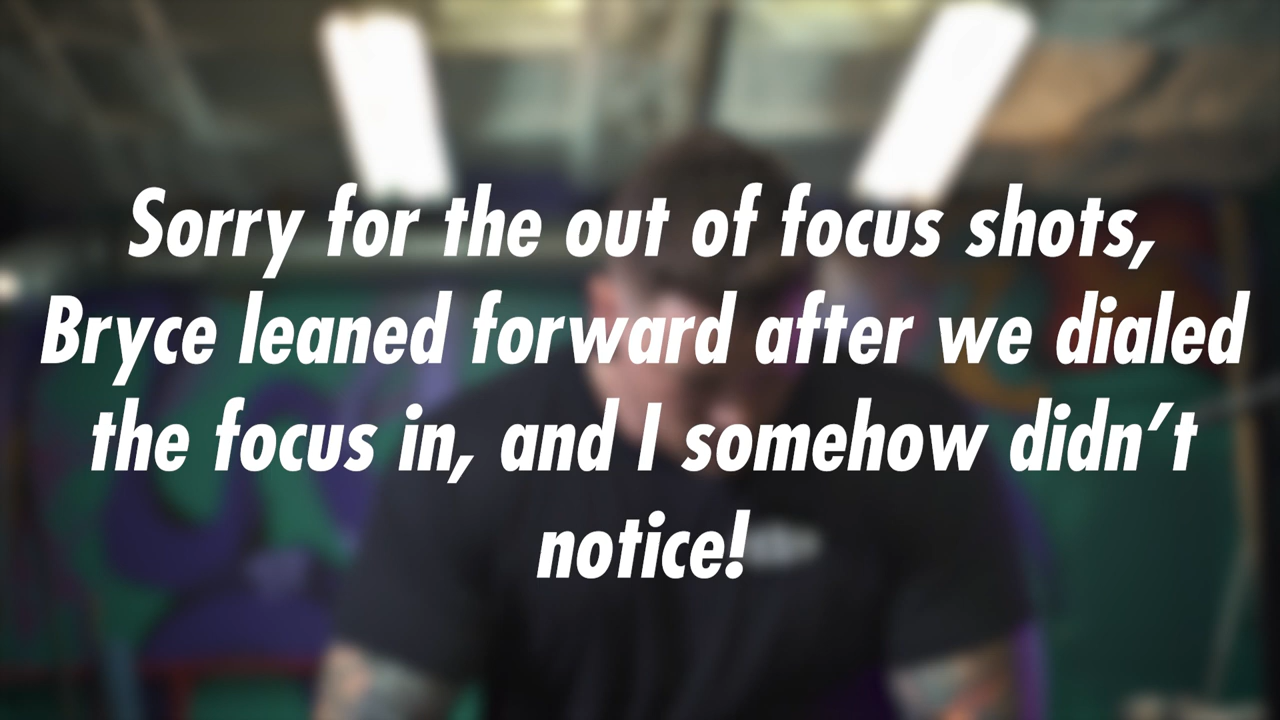 Sorry for the out of focus shots,
Bryce leaned forward after we dialed
the focus in, and I somehow didn’t
notice!